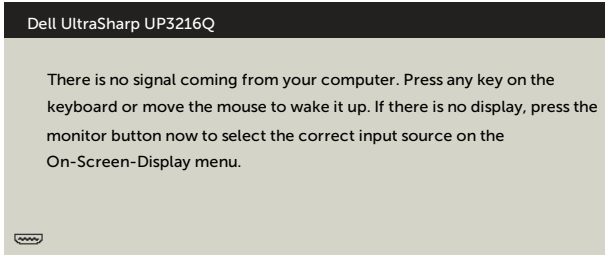 Dell UltraSharp UP3216Q
There is no signal coming from your computer. Press any key on the
keyboard or move the mouse to wake it up. If there is no display, press the
monitor button now to select the correct input source on the
On-Screen-Display menu.